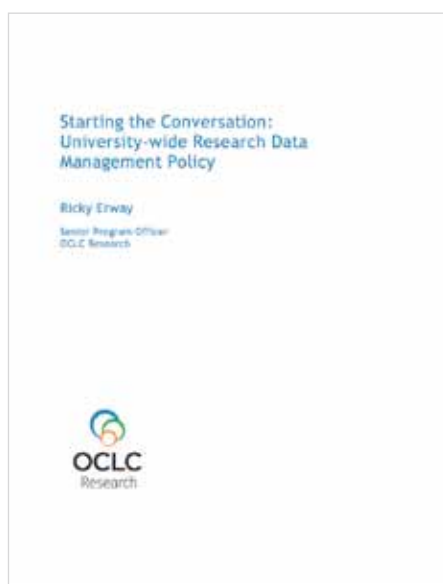 Starting the Conversation:
University-wide Research Data
Management Policy
Ricky Erway
Senior Program Officer
OCLC Research
OCLC
Research